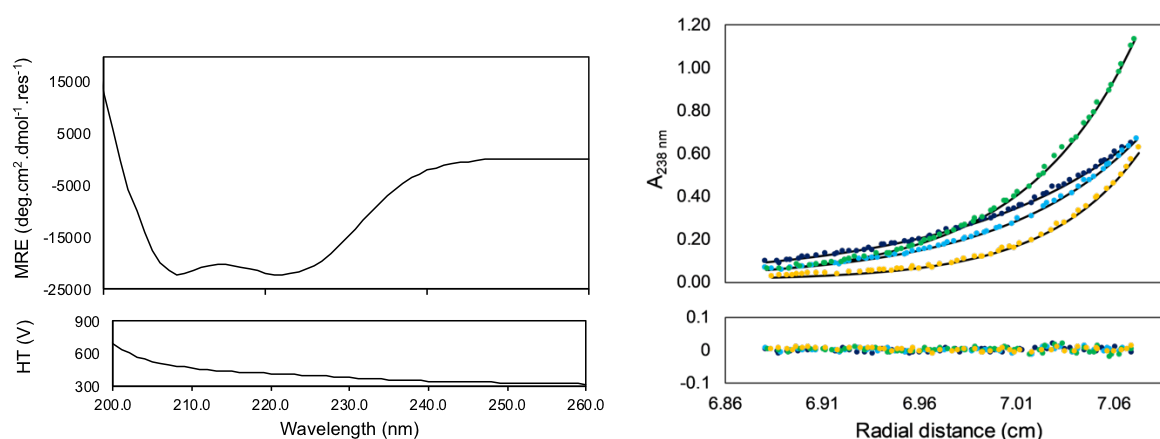 MRE (deg.cm2.dmol-1.res-1)
15000
5000
-5000
-15000
-25000
HT (V)
900
600
300
200.0 210.0 220.0 230.0 240.0 250.0 260.0
Wavelength (nm)
A238 nm
1.20
1.00
0.80
0.60
0.40
0.20
0.00
0.1
0
-0.1
6.86 6.91 6.96 7.01 7.06
Radial distance (cm)